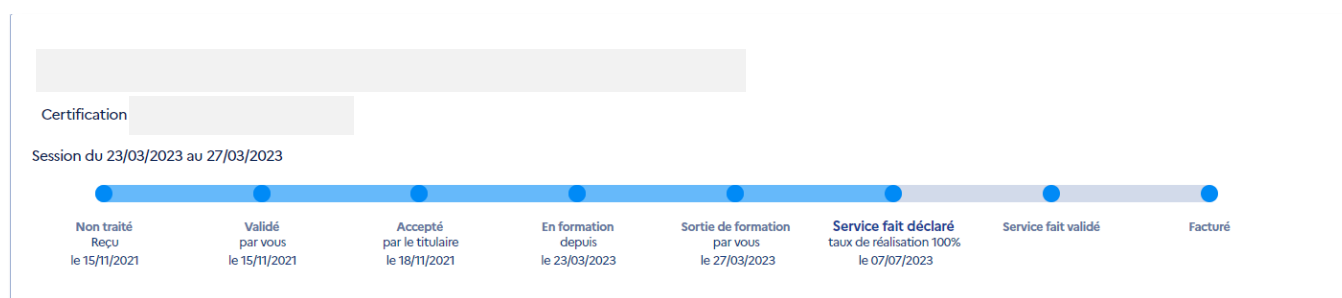 Certification
Session du 23/03/2023 au 27/03/2023
Non traité
Reçu
le 15/11/2021
Validé
par vous
le 15/11/2021
Accepté
par le titulaire
le 18/11/2021
En formation
depuis
le 23/03/2023
Sortie de formation
par vous
le 27/03/2023
Service fait déclaré
taux de réalisation 100%
le 07/07/2023
Service fait validé
Facturé